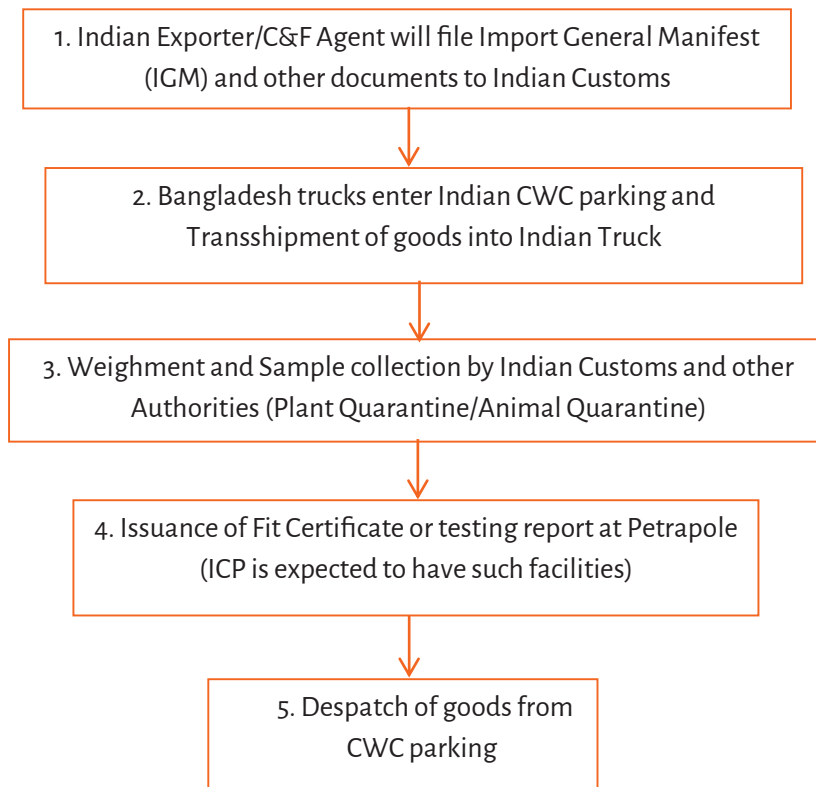 1. Indian Exporter/C&F Agent will file Import General Manifest
(IGM) and other documents to Indian Customs
2. Bangladesh trucks enter Indian CWC parking and
Transshipment of goods into Indian Truck
3. Weighment and Sample collection by Indian Customs and other
Authorities (Plant Quarantine/Animal Quarantine)
4. Issuance of Fit Certificate or testing report at Petrapole
(ICP is expected to have such facilities)
5. Despatch of goods from
CWC parking